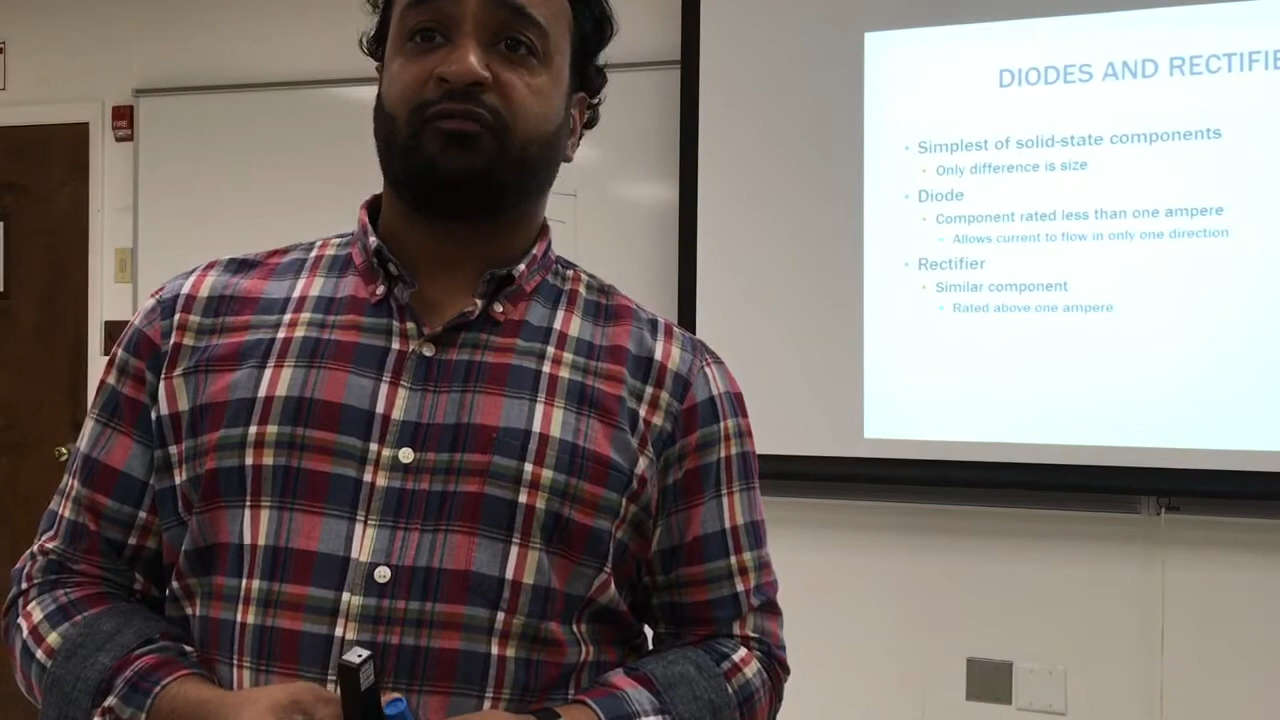 FIRE
DIODES AND RECTIFIE
• Simplest of solid-state components
• Only difference is size
• Diode
• Component rated less than one ampere
• Allows current to flow in only one direction
• Rectifier
• Similar component
• Rated above one ampere